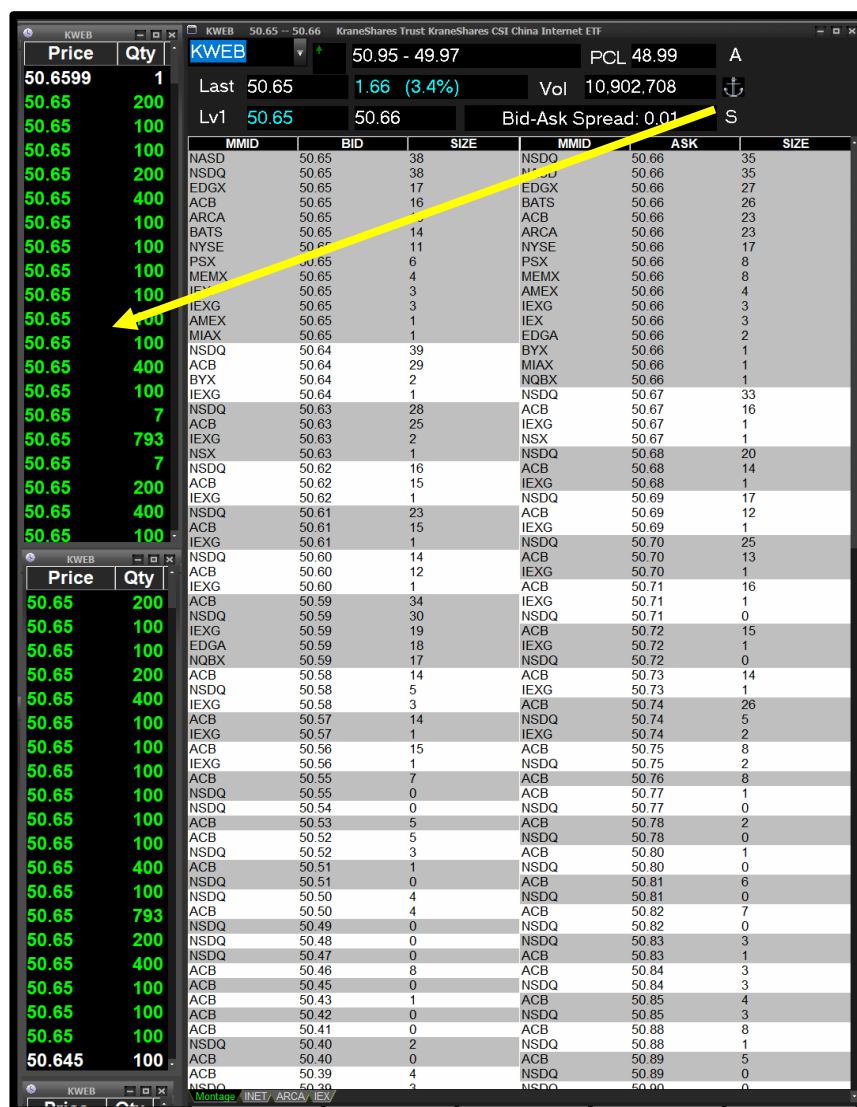 KWEB
Price Qty
50.6599 1
50.65 200
50.65 100
50.65 100
50.65 200
50.65 400
50.65 100
50.65 100
50.65 100
50.65 100
50.65
50.65 100
50.65 400
50.65 100
50.65 7
50.65 793
50.65 7
50.65 200
50.65 400
50.65 100
KWEB
Price Qty
50.65 200
50.65 100
50.65 100
50.65 200
50.65 400
50.65 100
50.65 100
50.65 100
50.65 100
50.65 100
50.65 100
50.65 400
50.65 100
50.65 793
50.65 200
50.65 400
50.65 100
50.65 100
50.65 100
50.645 100
KWEB
KWEB 50.65 -- 50.66 KraneShares Trust KraneShares CSI China Internet ETF
KWEB 50.95 - 49.97 PCL 48.99 A
Last 50.65 1.66 (3.4%) Vol 10,902,708
Lv1 50.65 50.66 Bid-Ask Spread: 0.01 S
MMID BID SIZE MMID ASK SIZE
NASD 50.65 38 NSDQ 50.66 35
NSDQ 50.65 38 NASD 50.66 35
EDGX 50.65 17 EDGX 50.66 27
ACB 50.65 16 BATS 50.66 26
ARCA 50.65 ACB 50.66 23
BATS 50.65 14 ARCA 50.66 23
NYSE 50.65 11 NYSE 50.66 17
PSX 50.65 6 PSX 50.66 8
MEMX 50.65 4 MEMX 50.66 8
50.65 3 AMEX 50.66 4
IEXG 50.65 3 IEXG 50.66 3
AMEX 50.65 1 IEX 50.66 3
MIAX 50.65 1 EDGA 50.66 2
NSDQ 50.64 39 BYX 50.66 1
ACB 50.64 29 MIAX 50.66 1
BYX 50.64 2 NQBX 50.66 1
IEXG 50.64 1 NSDQ 50.67 33
NSDQ 50.63 28 ACB 50.67 16
ACB 50.63 25 IEXG 50.67 1
IEXG 50.63 2 NSX 50.67 1
NSX 50.63 1 NSDQ 50.68 20
NSDQ 50.62 16 ACB 50.68 14
ACB 50.62 15 IEXG 50.68 1
IEXG 50.62 1 NSDQ 50.69 17
NSDQ 50.61 23 ACB 50.69 12
ACB 50.61 15 IEXG 50.69 1
IEXG 50.61 1 NSDQ 50.70 25
NSDQ 50.60 14 ACB 50.70 13
ACB 50.60 12 IEXG 50.70 1
IEXG 50.60 1 ACB 50.71 16
ACB 50.59 34 IEXG 50.71 1
NSDQ 50.59 30 NSDQ 50.71 0
IEXG 50.59 19 ACB 50.72 15
EDGA 50.59 18 IEXG 50.72 1
NQBX 50.59 17 NSDQ 50.72 0
ACB 50.58 14 ACB 50.73 14
NSDQ 50.58 5 IEXG 50.73 1
IEXG 50.58 3 ACB 50.74 26
ACB 50.57 14 NSDQ 50.74 5
IEXG 50.57 1 IEXG 50.74 2
ACB 50.56 15 ACB 50.75 8
IEXG 50.56 1 NSDQ 50.75 2
ACB 50.55 7 ACB 50.76 8
NSDQ 50.55 0 ACB 50.77 1
NSDQ 50.54 0 NSDQ 50.77 0
ACB 50.53 5 ACB 50.78 2
ACB 50.52 5 NSDQ 50.78 0
NSDQ 50.52 3 ACB 50.80 1
ACB 50.51 1 NSDQ 50.80 0
NSDQ 50.51 0 ACB 50.81 6
NSDQ 50.50 4 NSDQ 50.81 0
ACB 50.50 4 ACB 50.82 7
NSDQ 50.49 0 NSDQ 50.82 0
NSDQ 50.48 0 NSDQ 50.83 3
NSDQ 50.47 0 ACB 50.83 1
ACB 50.46 8 ACB 50.84 3
ACB 50.45 0 NSDQ 50.84 3
ACB 50.43 1 ACB 50.85 4
ACB 50.42 0 NSDQ 50.85 3
ACB 50.41 0 ACB 50.88 8
NSDQ 50.40 2 NSDQ 50.88 1
ACB 50.40 0 ACB 50.89 5
ACB 50.39 4 NSDQ 50.89 0
NSDQ 50.39 3 NSDQ 50.90 0
Montage INET ARCA IEX